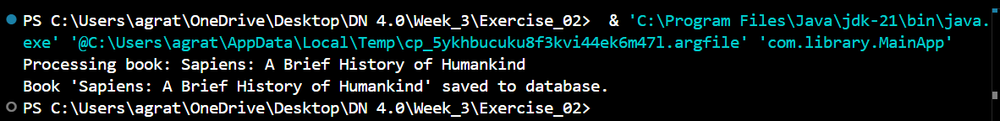 PS C:\Users\agrat\OneDrive\Desktop\DN 4.0\Week_3\Exercise_02>  & 'C:\Program Files\Java\jdk-21\bin\java.
exe' '@C:\Users\agrat\AppData\Local\Temp\cp_5ykhbucuku8f3kvi44ek6m47l.argfile' 'com.library.MainApp'
Processing book: Sapiens: A Brief History of Humankind
Book 'Sapiens: A Brief History of Humankind' saved to database.
PS C:\Users\agrat\OneDrive\Desktop\DN 4.0\Week_3\Exercise_02>